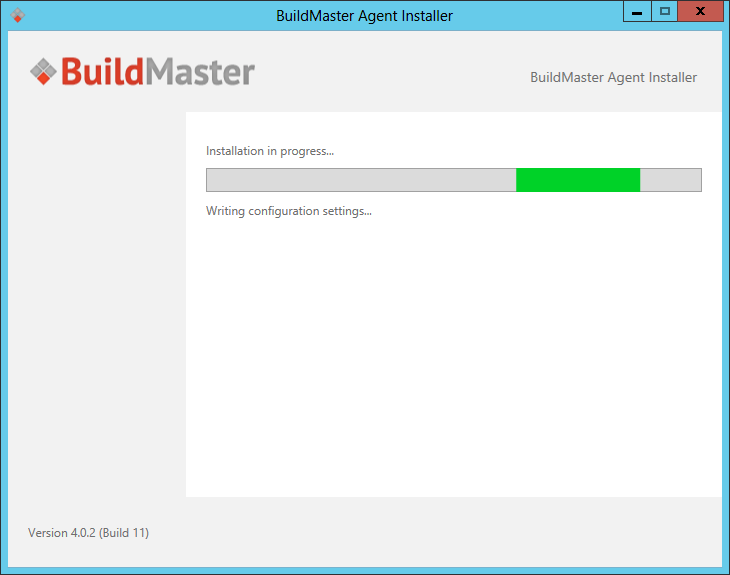 BuildMaster Agent Installer
BuildMaster
BuildMaster Agent Installer
Installation in progress...
Writing configuration settings...
Version 4.0.2 (Build 11)